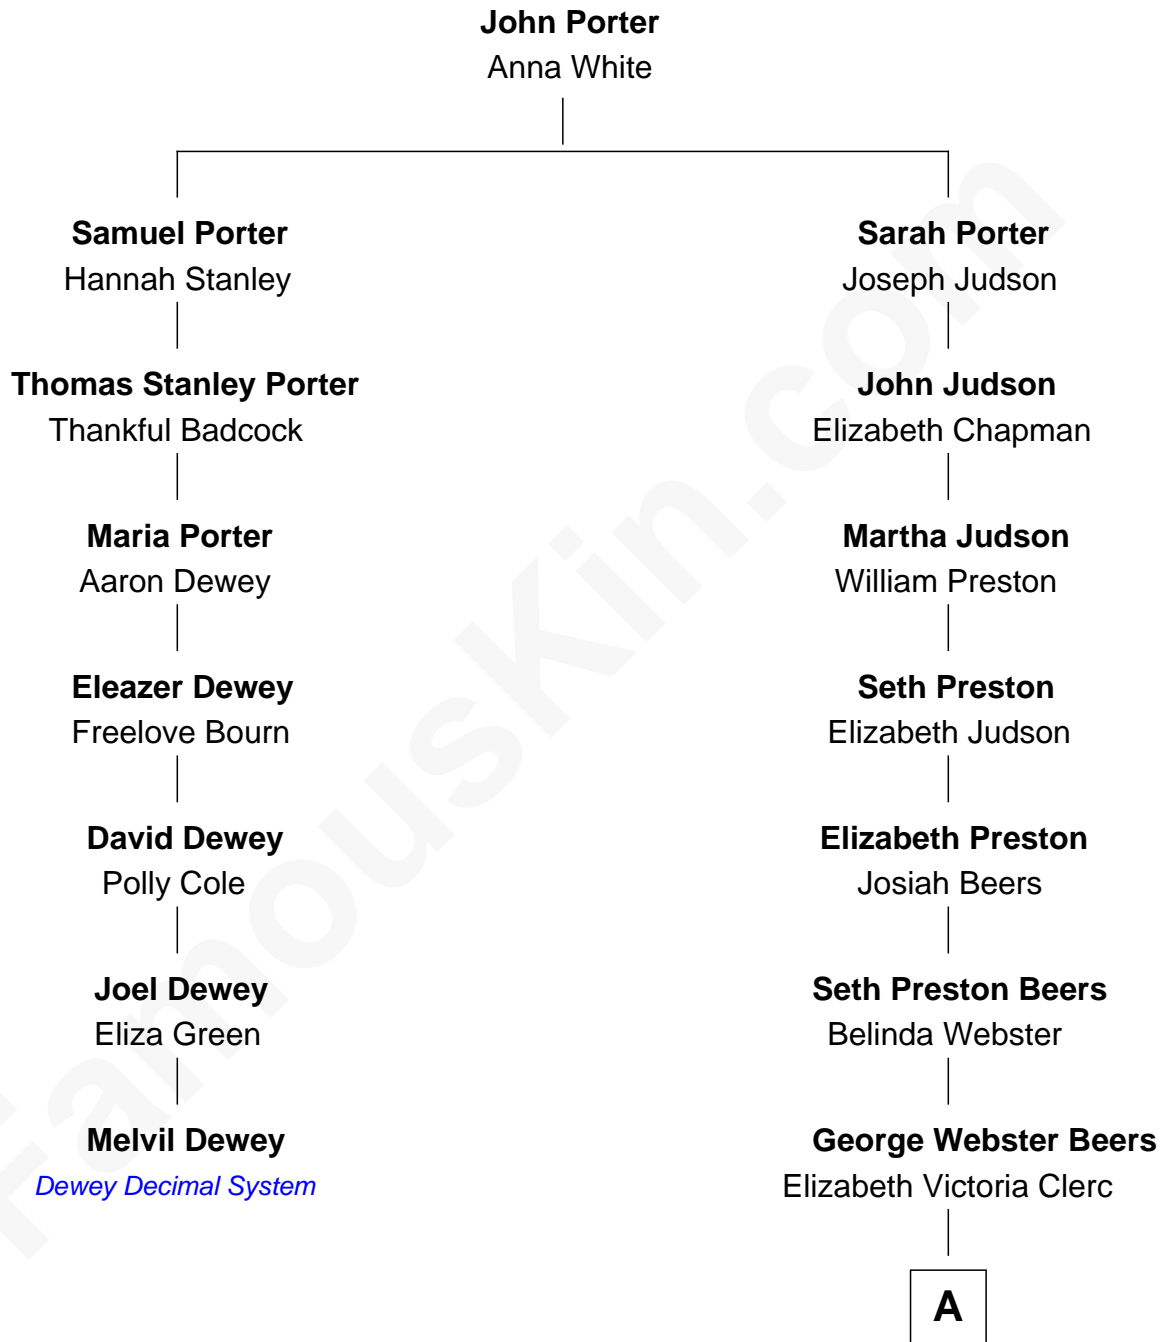 John Porter
Anna White
Samuel Porter
Hannah Stanley
Sarah Porter
Joseph Judson
Thomas Stanley Porter
Thankful Badcock
John Judson
Elizabeth Chapman
Maria Porter
Aaron Dewey
Martha Judson
William Preston
Eleazer Dewey
Freelove Bourn
Seth Preston
Elizabeth Judson
David Dewey
Polly Cole
Elizabeth Preston
Josiah Beers
Joel Dewey
Eliza Green
Seth Preston Beers
Belinda Webster
Melvil Dewey
Dewey Decimal System
George Webster Beers
Elizabeth Victoria Clerc
A
FamousKin.com